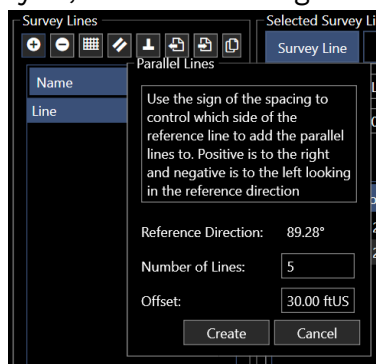 Survey Lines
Selected Survey Li
Survey Line
Parallel Lines
Name
Line
Use the sign of the spacing to
control which side of the
reference line to add the parallel
lines to. Positive is to the right
and negative is to the left looking
in the reference direction
Reference Direction: 89.28°
Number of Lines: 5
Offset: 30.00 ftUS
Create Cancel